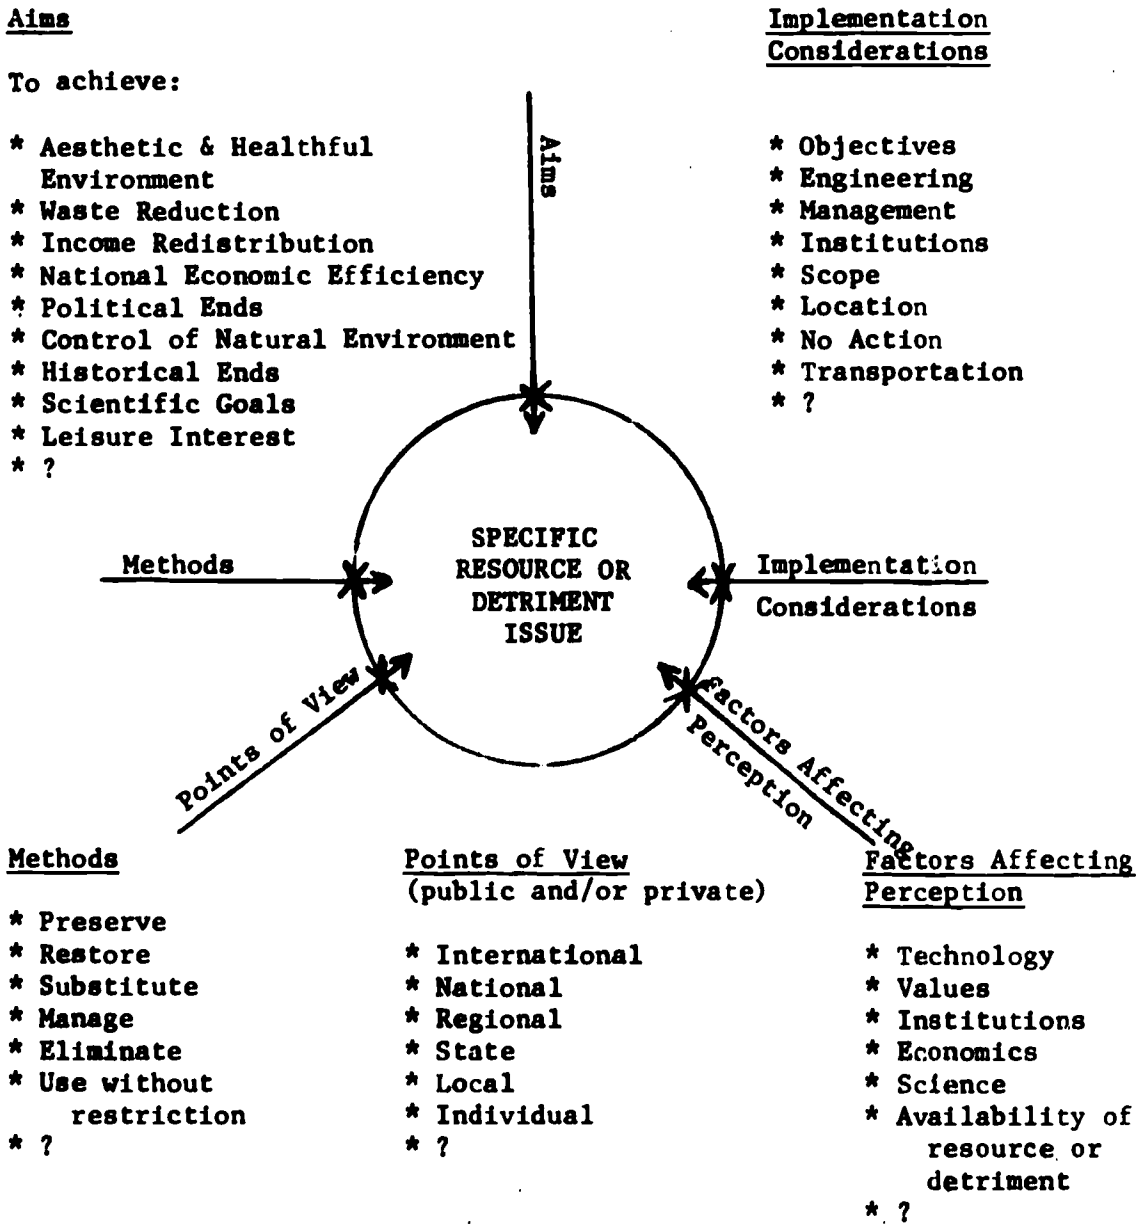 Aims
To achieve:
* Aesthetic & Healthful
Environment
* Waste Reduction
* Income Redistribution
* National Economic Efficiency
* Political Ends
* Control of Natural Environment
* Historical Ends
* Scientific Goals
* Leisure Interest
* ?
Implementation
Considerations
* Objectives
* Engineering
* Management
* Institutions
* Scope
* Location
* No Action
* Transportation
* ?
Aims
Methods
SPECIFIC
RESOURCE OR
DETRIMENT
ISSUE
Implementation
Considerations
Points of View
Factors Affecting
Perception
Methods
* Preserve
* Restore
* Substitute
* Manage
* Eliminate
* Use without
restriction
* ?
Points of View
(public and/or private)
* International
* National
* Regional
* State
* Local
* Individual
* ?
Factors Affecting
Perception
* Technology
* Values
* Institutions
* Economics
* Science
* Availability of
resource or
detriment
* ?